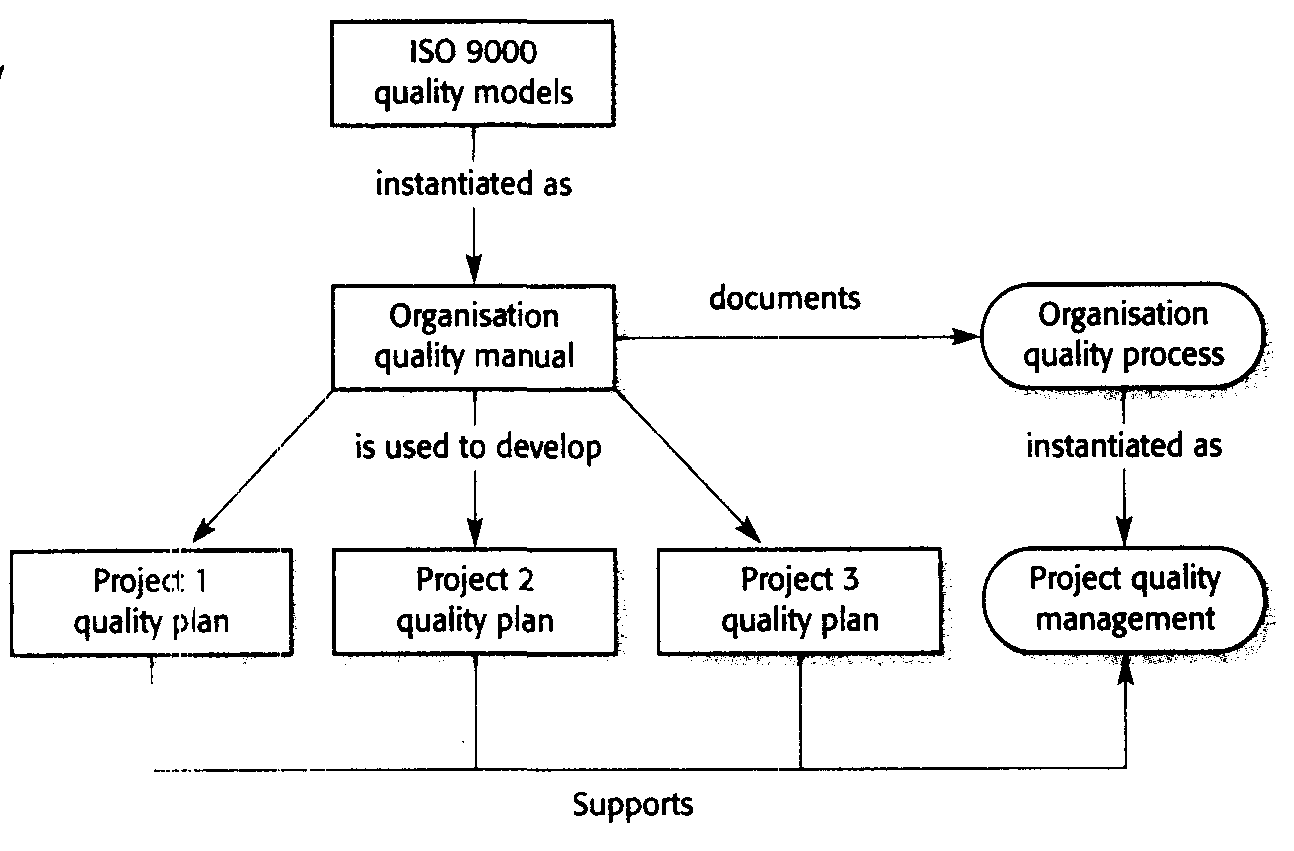 ISO 9000
quality models
instantiated as
Organisation
quality manual
documents
Organisation
quality process
is used to develop
instantiated as
Project 1
quality plan
Project 2
quality plan
Project 3
quality plan
Project quality
management
Supports